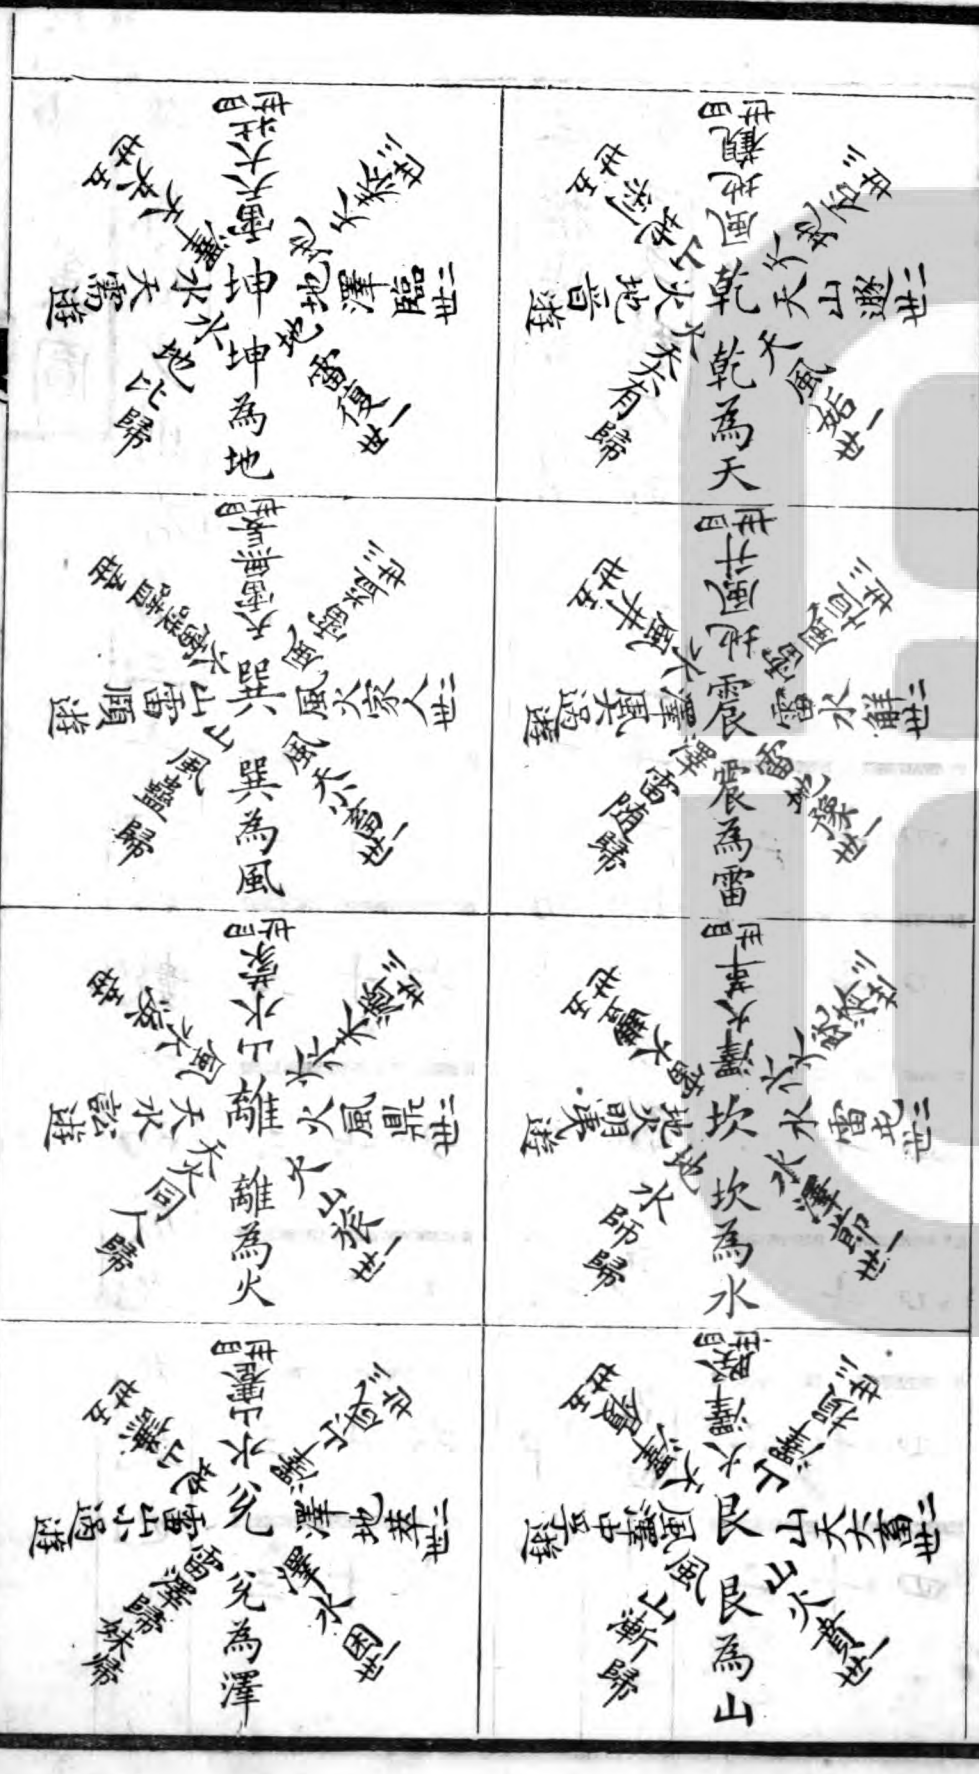 乾
乾為天
天風姤一世
天山遯二世
天地否三世
風地觀四世
山地剝五世
火地晉遊
火天大有歸
震
震為雷
雷地豫一世
雷水解二世
雷風恒三世
地風升四世
水風井五世
澤風大過遊
澤雷随歸
坎
坎為水
水澤節一世
水雷屯二世
水火既濟三世
澤火革四世
雷火豐五世
地火明夷遊
地水師歸
艮
艮為山
山火賁一世
山天大畜二世
山澤損三世
火澤睽四世
天澤履五世
風澤中孚遊
風山漸歸
坤
坤為地
地雷復一世
地澤臨二世
地天泰三世
雷天大壯四世
澤天夬五世
水天需遊
水地比歸
巽
巽為風
風天小畜一世
風火家人二世
風雷益三世
天雷無妄四世
火雷噬嗑五世
山雷頤遊
山風蠱歸
離
離為火
火山旅一世
火風鼎二世
火水未濟三世
山水蒙四世
風水渙五世
天水訟遊
天火同人歸
兊
兊為澤
澤水困一世
澤地萃二世
澤山咸三世
水山蹇四世
地山謙五世
雷山小過遊
雷澤歸妹歸